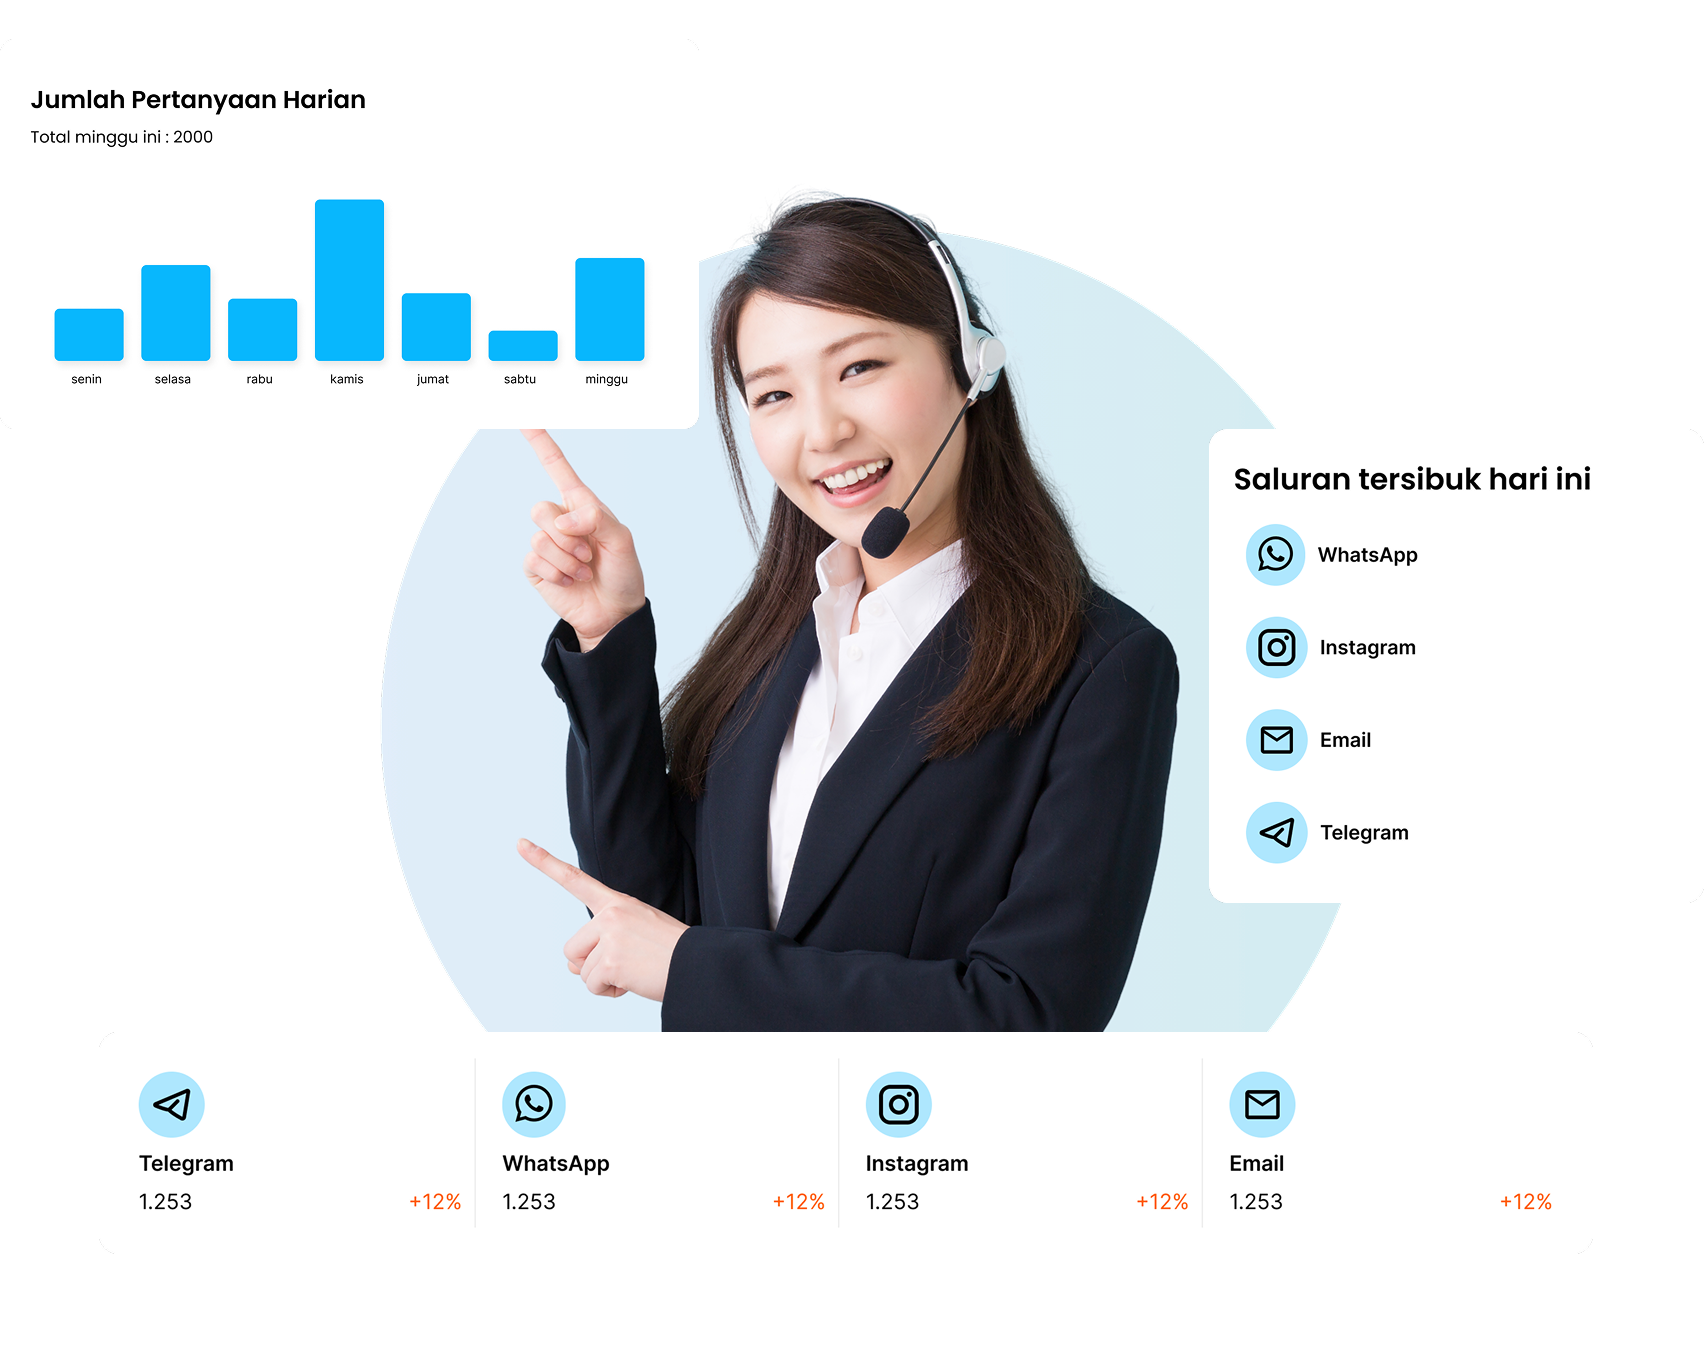 Jumlah Pertanyaan Harian
Total minggu ini : 2000
senin
selasa
rabu
kamis
jumat
sabtu
minggu
Saluran tersibuk hari ini
WhatsApp
Instagram
Email
Telegram
Telegram
1.253
+12%
WhatsApp
1.253
+12%
Instagram
1.253
+12%
Email
1.253
+12%